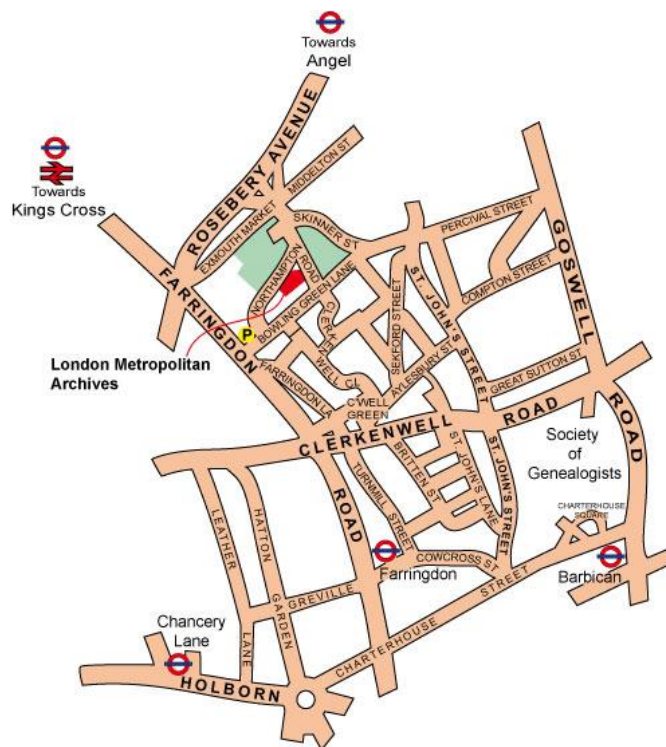 Towards
Angel
Towards
Kings Cross
ROSEBERY AVENUE
MIDDELTON ST
EXMOUTH MARKET
SKINNER ST
PERCIVAL STREET
FARRINGDON
NORTHAMPTON
ROAD
BOWLING GREEN LANE
ST. JOHN'S STREET
COMPTON STREET
GOSWELL
P
CLERKEN
WELL CL
SEKFORD STREET
London Metropolitan
Archives
FARRINGDON LA
AYLESBURY ST
GREAT SUTTON ST
C'WELL
GREEN
CLERKENWELL
ROAD
ROAD
Society
of
Genealogists
BRITTEN ST
ST. JOHN'S LANE
ST. JOHN'S STREET
TURNMILL STREET
ROAD
LEATHER
HATTON
CHARTERHOUSE
SQUARE
COWCROSS ST
Farringdon
Barbican
GREVILLE
STREET
GARDEN
Chancery
Lane
LANE
CHARTERHOUSE
HOLBORN